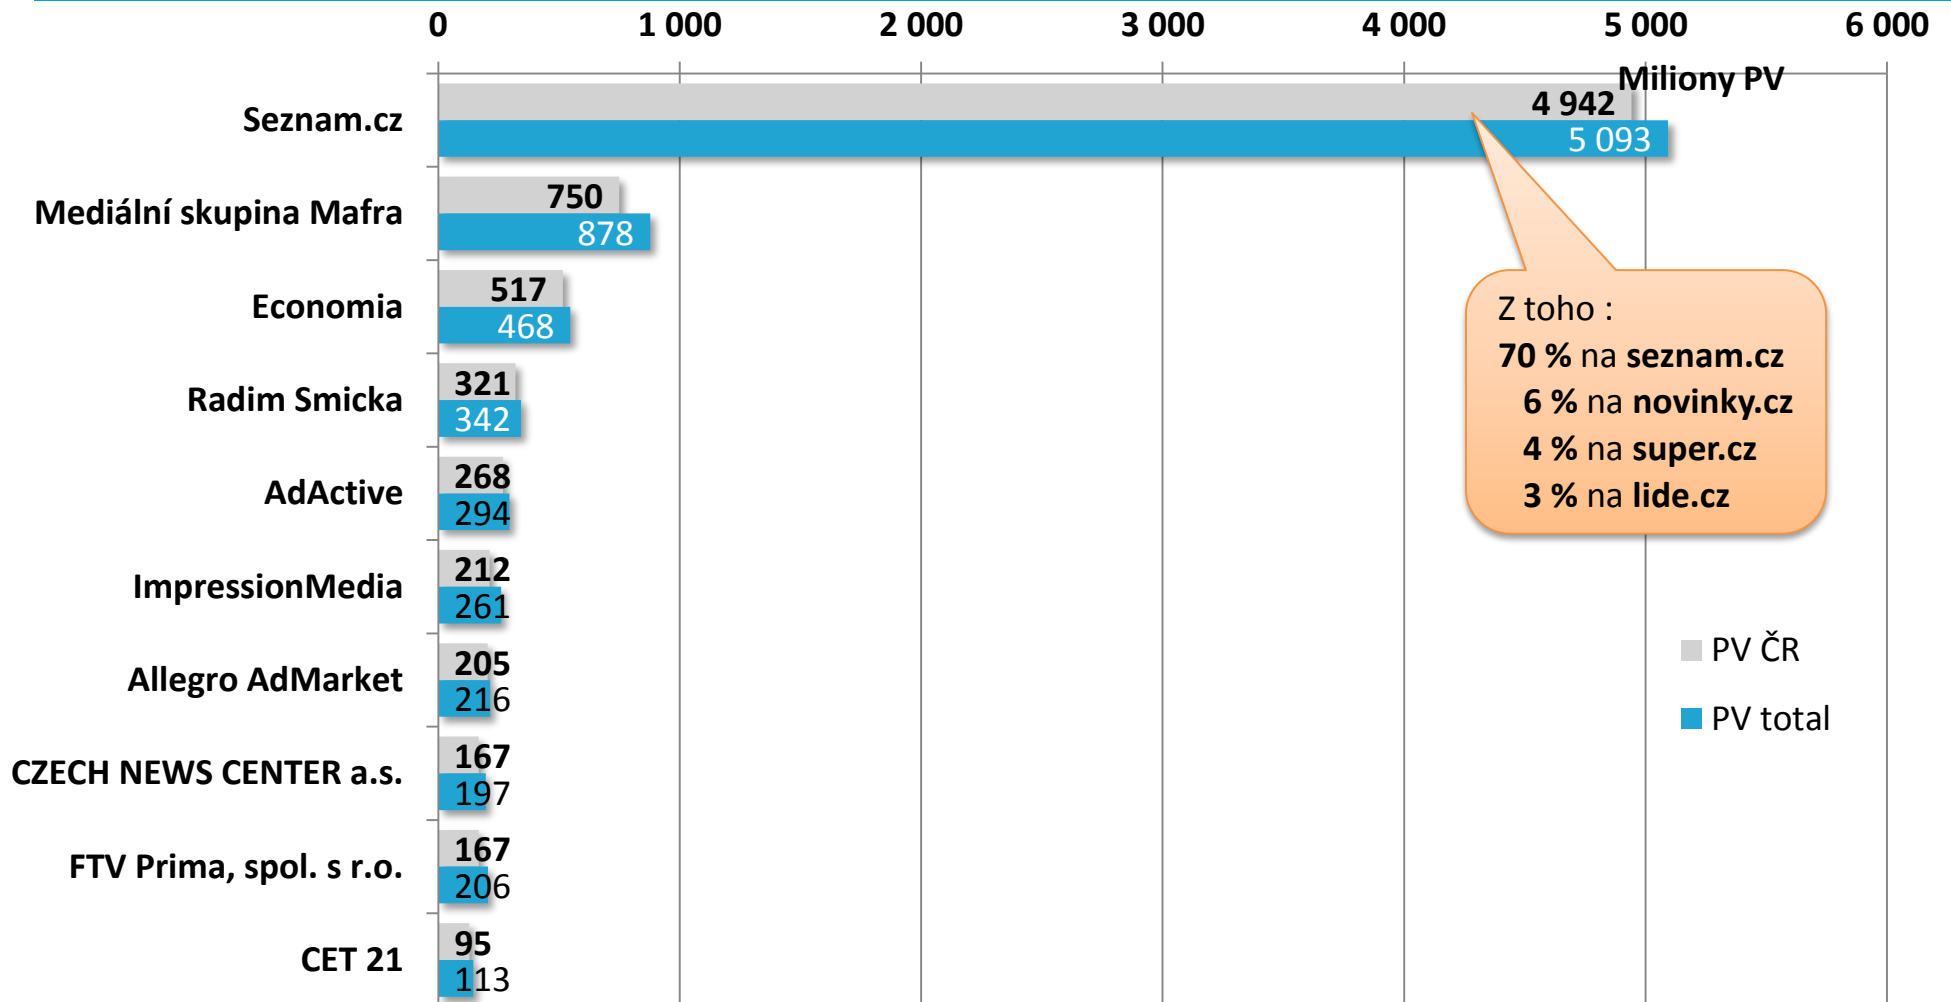 0 1 000 2 000 3 000 4 000 5 000 6 000
Miliony PV
Seznam.cz
4 942
5 093
Mediální skupina Mafra
750
878
Economia
517
468
Radim Smicka
321
342
AdActive
268
294
ImpressionMedia
212
261
Allegro AdMarket
205
216
CZECH NEWS CENTER a.s.
167
197
FTV Prima, spol. s r.o.
167
206
CET 21
95
113
Z toho :
70 % na seznam.cz
6 % na novinky.cz
4 % na super.cz
3 % na lide.cz
PV ČR
PV total